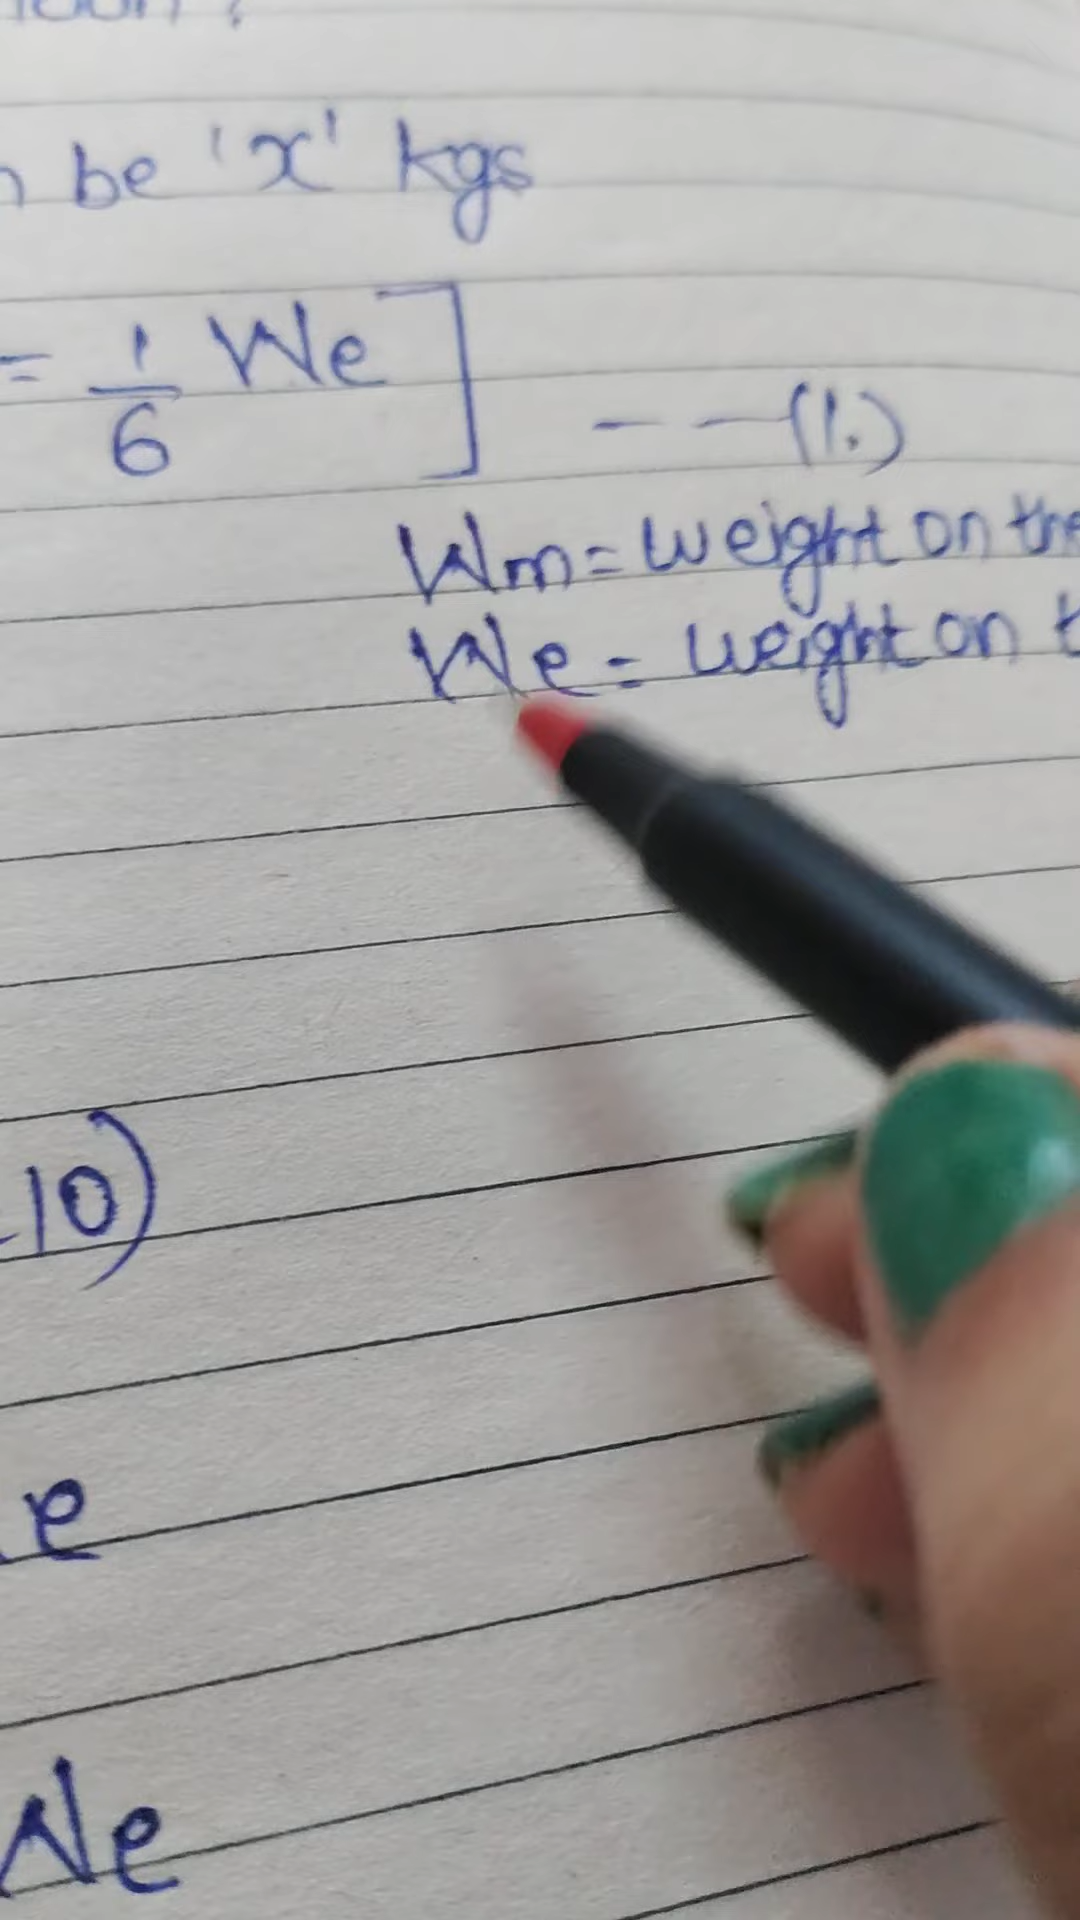 be 'x' kgs
= 1/6 We ]
- - (1.)
Wm = weight on the
We = weight on
10)
e
We